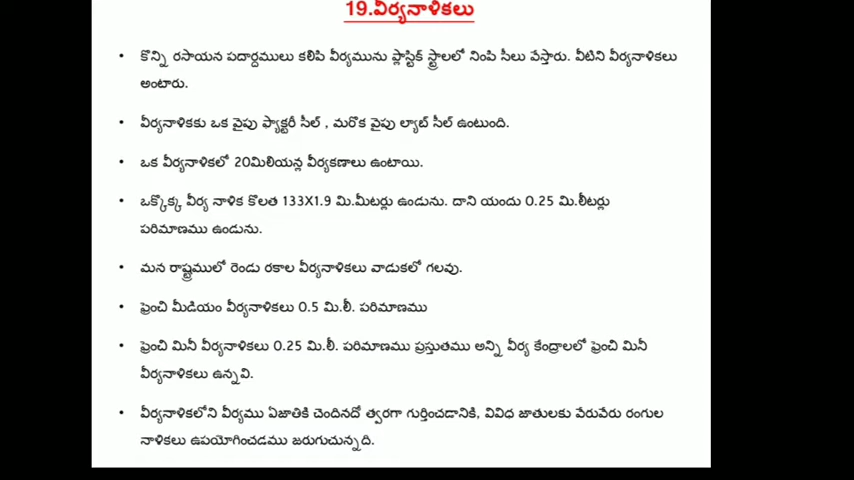 19.వీర్యనాళికలు
• కొన్ని రసాయన పదార్దములు కలిపి వీర్యమును ప్లాస్టిక్ స్ట్రాలలో నింపి సీలు వేస్తారు. వీటిని వీర్యనాళికలు
అంటారు.
• వీర్యనాళికకు ఒక వైపు ఫ్యాక్టరీ సీల్ , మరొక వైపు ల్యాబ్ సీల్ ఉంటుంది.
• ఒక వీర్యనాళికలో 20మిలియన్ల వీర్యకణాలు ఉంటాయి.
• ఒక్కొక్క వీర్య నాళిక కొలత 133X1.9 మి.మీటర్లు ఉండును. దాని యందు 0.25 మి.లీటర్లు
పరిమాణము ఉండును.
• మన రాష్ట్రములో రెండు రకాల వీర్యనాళికలు వాడుకలో గలవు.
• ఫ్రెంచి మీడియం వీర్యనాళికలు 0.5 మి.లీ. పరిమాణము
• ఫ్రెంచి మినీ వీర్యనాళికలు 0.25 మి.లీ. పరిమాణము ప్రస్తుతము అన్ని వీర్య కేంద్రాలలో ఫ్రెంచి మినీ
వీర్యనాళికలు ఉన్నవి.
• వీర్యనాళికలోని వీర్యము ఏజాతికి చెందినదో త్వరగా గుర్తించడానికి, వివిధ జాతులకు వేరువేరు రంగుల
నాళికలు ఉపయోగించడము జరుగుచున్నది.